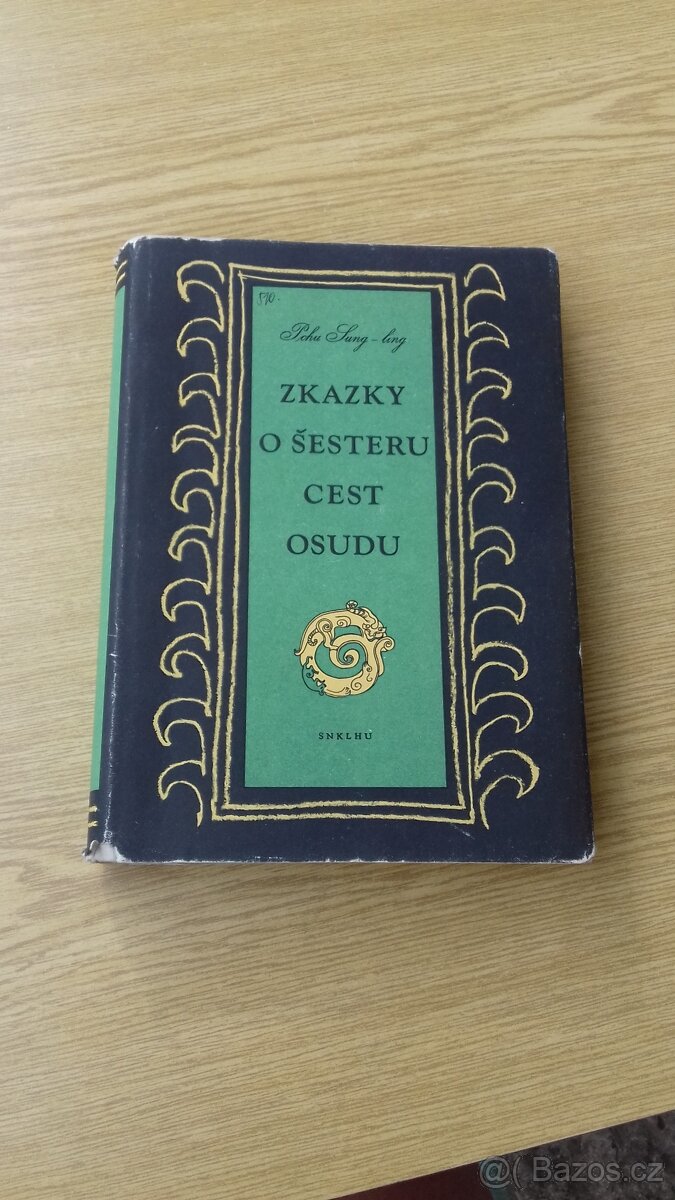 Pchu Sung-ling
ZKAZKY
O ŠESTERU
CEST
OSUDU
SNKLHU
@( Bazos.cz